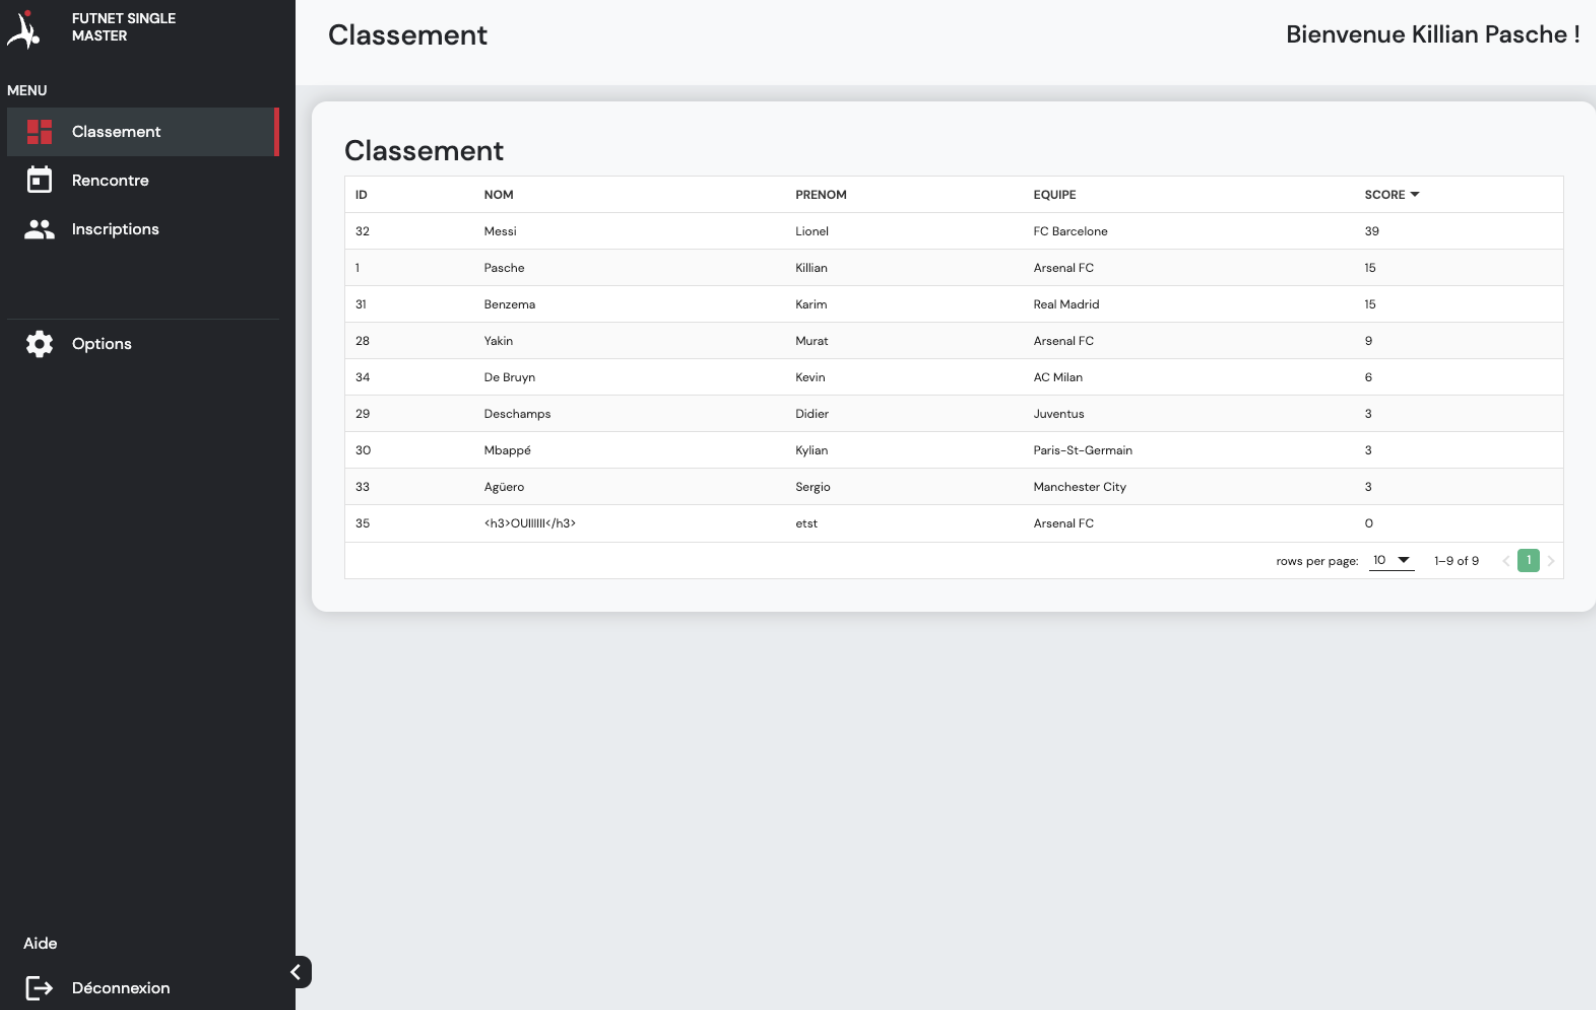 FUTNET SINGLE
MASTER
Classement
Bienvenue Killian Pasche !
MENU
Classement
Rencontre
Inscriptions
Options
Classement
ID NOM PRENOM EQUIPE SCORE
32 Messi Lionel FC Barcelone 39
1 Pasche Killian Arsenal FC 15
31 Benzema Karim Real Madrid 15
28 Yakin Murat Arsenal FC 9
34 De Bruyn Kevin AC Milan 6
29 Deschamps Didier Juventus 3
30 Mbappé Kylian Paris-St-Germain 3
33 Agüero Sergio Manchester City 3
35 <h3>OUIIIIII</h3> etst Arsenal FC 0
rows per page: 10 1–9 of 9 1
Aide
Déconnexion